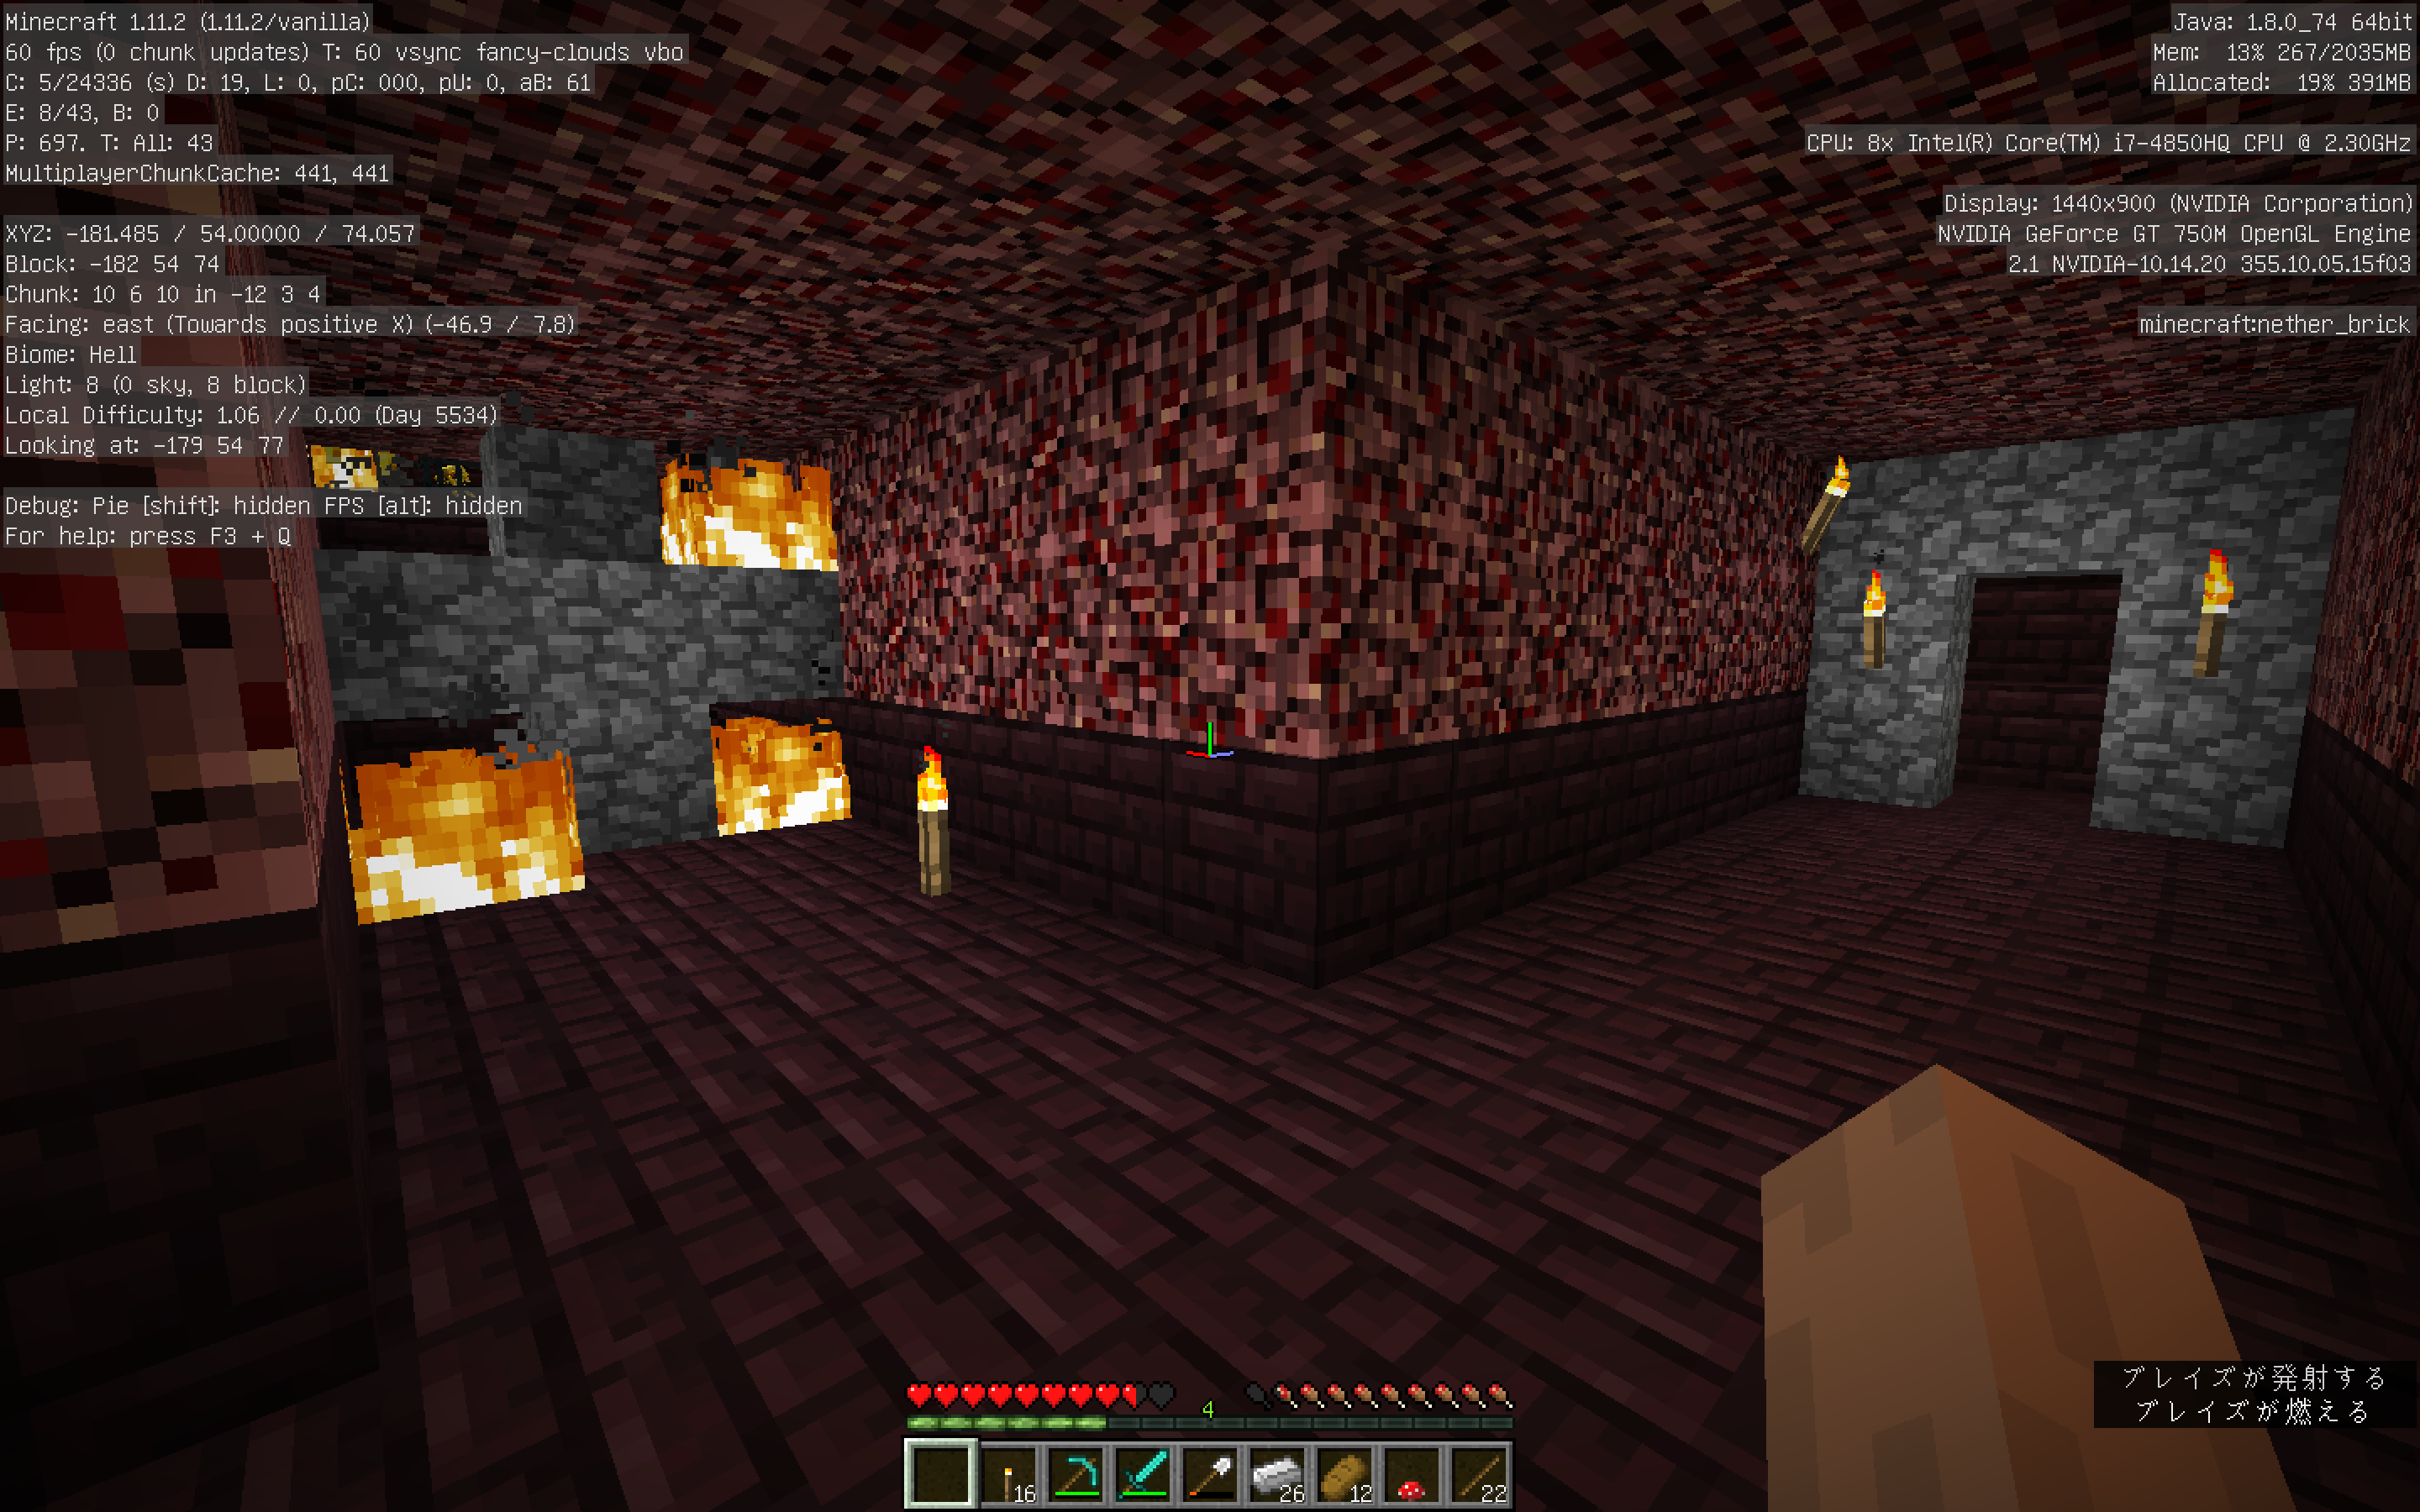 Minecraft 1.11.2 (1.11.2/vanilla)
60 fps (0 chunk updates) T: 60 vsync fancy-clouds vbo
C: 5/24336 (s) D: 19, L: 0, pC: 000, pU: 0, aB: 61
E: 8/43, B: 0
P: 697. T: All: 43
MultiplayerChunkCache: 441, 441
XYZ: -181.485 / 54.00000 / 74.057
Block: -182 54 74
Chunk: 10 6 10 in -12 3 4
Facing: east (Towards positive X) (-46.9 / 7.8)
Biome: Hell
Light: 8 (0 sky, 8 block)
Local Difficulty: 1.06 // 0.00 (Day 5534)
Looking at: -179 54 77
Debug: Pie [shift]: hidden FPS [alt]: hidden
For help: press F3 + Q
Java: 1.8.0_74 64bit
Mem: 13% 267/2035MB
Allocated: 19% 391MB
CPU: 8x Intel(R) Core(TM) i7-4850HQ CPU @ 2.30GHz
Display: 1440x900 (NVIDIA Corporation)
NVIDIA GeForce GT 750M OpenGL Engine
2.1 NVIDIA-10.14.20 355.10.05.15f03
minecraft:nether_brick
ブレイズが発射する
ブレイズが燃える
4
16 26 12 22